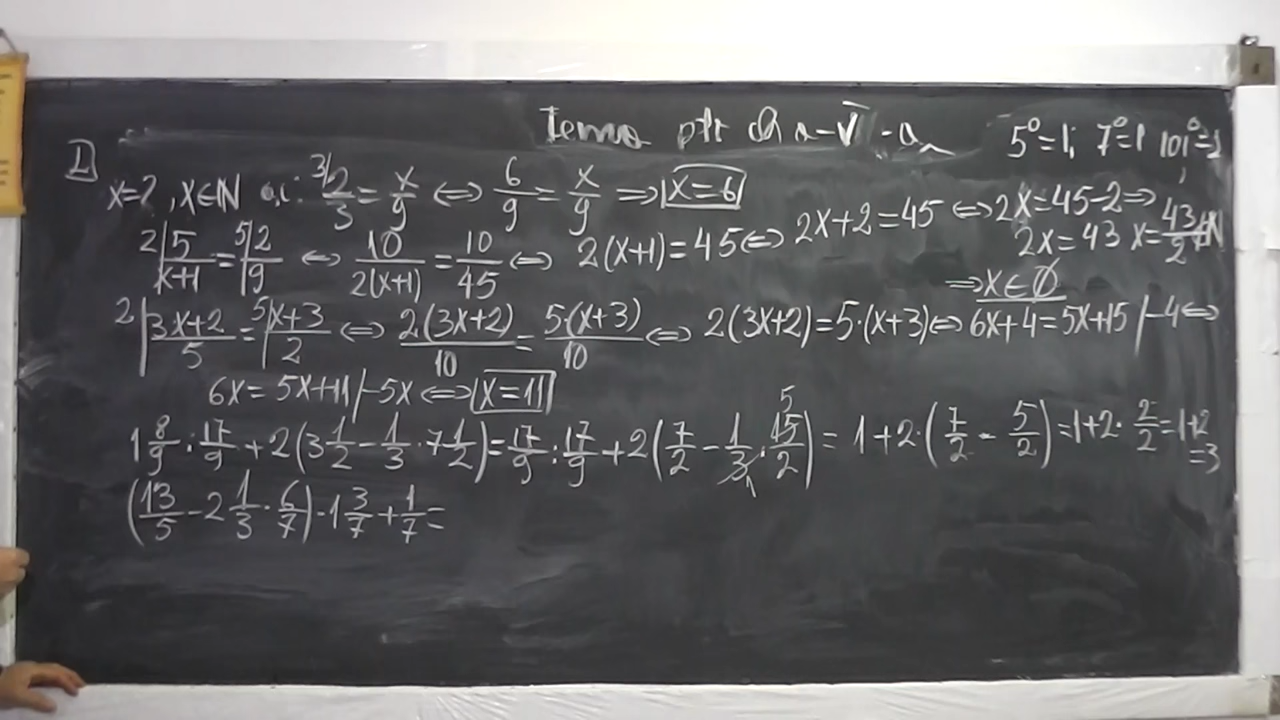 Tema ptr cls a-V-a
5⁰=1; 7⁰=1 101⁰=1
I x=? , x∈N a.î. ³⁄2/3 = x/9 ⇔ 6/9 = x/9 ⇒ x=6
2|5/(x+1) = 5|2/9 ⇔ 10/(2(x+1)) = 10/45 ⇔ 2(x+1)=45 ⇔ 2x+2=45 ⇔ 2x=45-2 ⇒
2x=43 x=43/2 ∉N
⇒ x∈∅
2|(3x+2)/5 = 5|(x+3)/2 ⇔ 2(3x+2)/10 = 5·(x+3)/10 ⇔ 2(3x+2)=5·(x+3) ⇔ 6x+4=5x+15 /-4 ⇔
6x=5x+11 /-5x ⇔ x=11
1 8/9 : 17/9 + 2(3 1/2 - 1/3 · 7 1/2) = 17/9 : 17/9 + 2(7/2 - 1/3 · 15/2) = 1+2·(7/2 - 5/2) = 1+2· 2/2 = 1+2
=3
(13/5 - 2 1/3 · 6/7) · 1 3/7 + 1/7 =